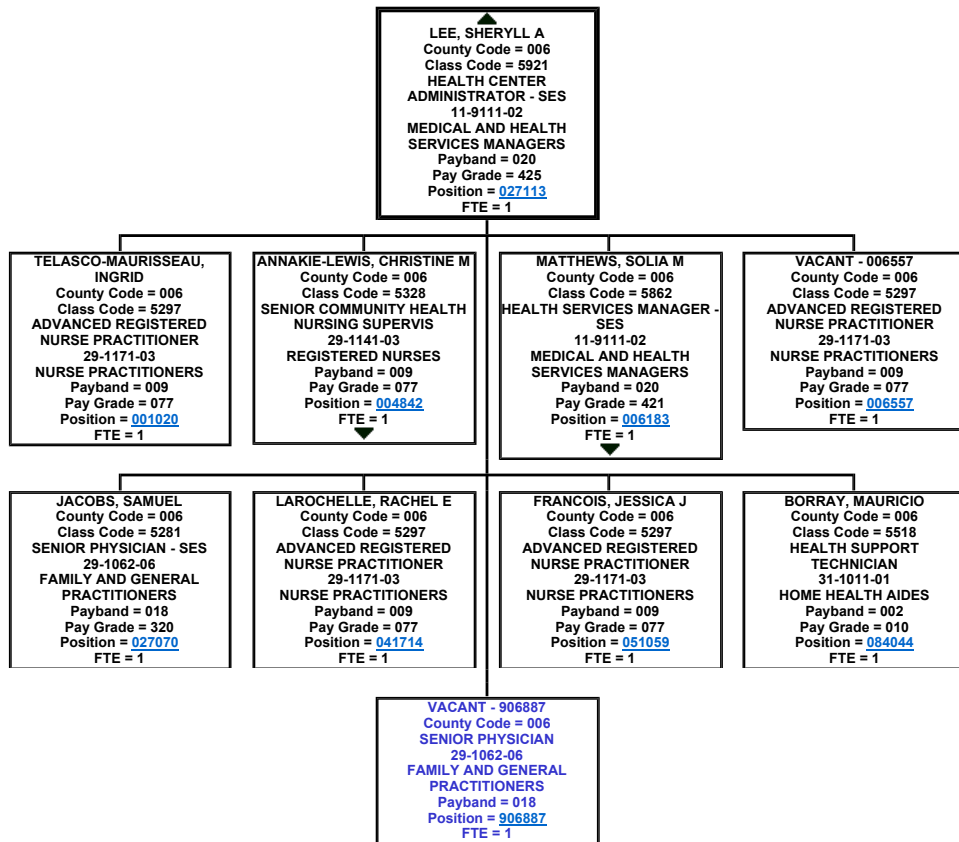 LEE, SHERYLL A
County Code = 006
Class Code = 5921
HEALTH CENTER
ADMINISTRATOR - SES
11-9111-02
MEDICAL AND HEALTH
SERVICES MANAGERS
Payband = 020
Pay Grade = 425
Position = 027113
FTE = 1
TELASCO-MAURISSEAU,
INGRID
County Code = 006
Class Code = 5297
ADVANCED REGISTERED
NURSE PRACTITIONER
29-1171-03
NURSE PRACTITIONERS
Payband = 009
Pay Grade = 077
Position = 001020
FTE = 1
ANNAKIE-LEWIS, CHRISTINE M
County Code = 006
Class Code = 5328
SENIOR COMMUNITY HEALTH
NURSING SUPERVIS
29-1141-03
REGISTERED NURSES
Payband = 009
Pay Grade = 077
Position = 004842
FTE = 1
MATTHEWS, SOLIA M
County Code = 006
Class Code = 5862
HEALTH SERVICES MANAGER -
SES
11-9111-02
MEDICAL AND HEALTH
SERVICES MANAGERS
Payband = 020
Pay Grade = 421
Position = 006183
FTE = 1
VACANT - 006557
County Code = 006
Class Code = 5297
ADVANCED REGISTERED
NURSE PRACTITIONER
29-1171-03
NURSE PRACTITIONERS
Payband = 009
Pay Grade = 077
Position = 006557
FTE = 1
JACOBS, SAMUEL
County Code = 006
Class Code = 5281
SENIOR PHYSICIAN - SES
29-1062-06
FAMILY AND GENERAL
PRACTITIONERS
Payband = 018
Pay Grade = 320
Position = 027070
FTE = 1
LAROCHELLE, RACHEL E
County Code = 006
Class Code = 5297
ADVANCED REGISTERED
NURSE PRACTITIONER
29-1171-03
NURSE PRACTITIONERS
Payband = 009
Pay Grade = 077
Position = 041714
FTE = 1
FRANCOIS, JESSICA J
County Code = 006
Class Code = 5297
ADVANCED REGISTERED
NURSE PRACTITIONER
29-1171-03
NURSE PRACTITIONERS
Payband = 009
Pay Grade = 077
Position = 051059
FTE = 1
BORRAY, MAURICIO
County Code = 006
Class Code = 5518
HEALTH SUPPORT
TECHNICIAN
31-1011-01
HOME HEALTH AIDES
Payband = 002
Pay Grade = 010
Position = 084044
FTE = 1
VACANT - 906887
County Code = 006
SENIOR PHYSICIAN
29-1062-06
FAMILY AND GENERAL
PRACTITIONERS
Payband = 018
Position = 906887
FTE = 1